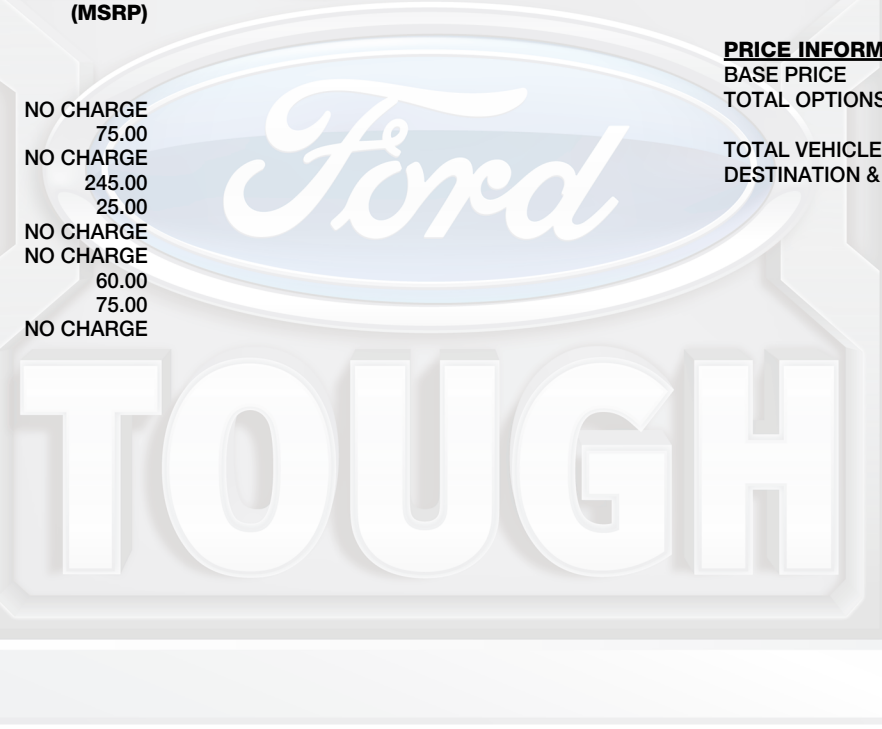 (MSRP)
NO CHARGE
75.00
NO CHARGE
245.00
25.00
NO CHARGE
NO CHARGE
60.00
75.00
NO CHARGE
PRICE INFORM
BASE PRICE
TOTAL OPTIONS
TOTAL VEHICLE
DESTINATION &
Ford
TOUGH